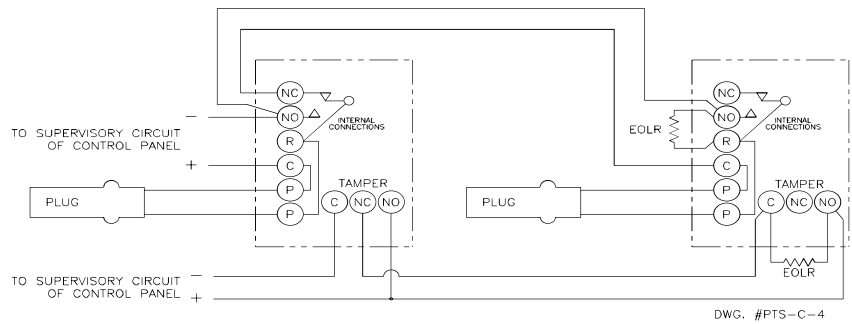 NC
NO
R
C
P
P
INTERNAL
CONNECTIONS
−
TO SUPERVISORY CIRCUIT
OF CONTROL PANEL
+
PLUG
TAMPER
C NC NO
−
TO SUPERVISORY CIRCUIT
OF CONTROL PANEL
+
NC
NO
R
C
P
P
INTERNAL
CONNECTIONS
EOLR
PLUG
TAMPER
C NC NO
EOLR
DWG. #PTS-C-4